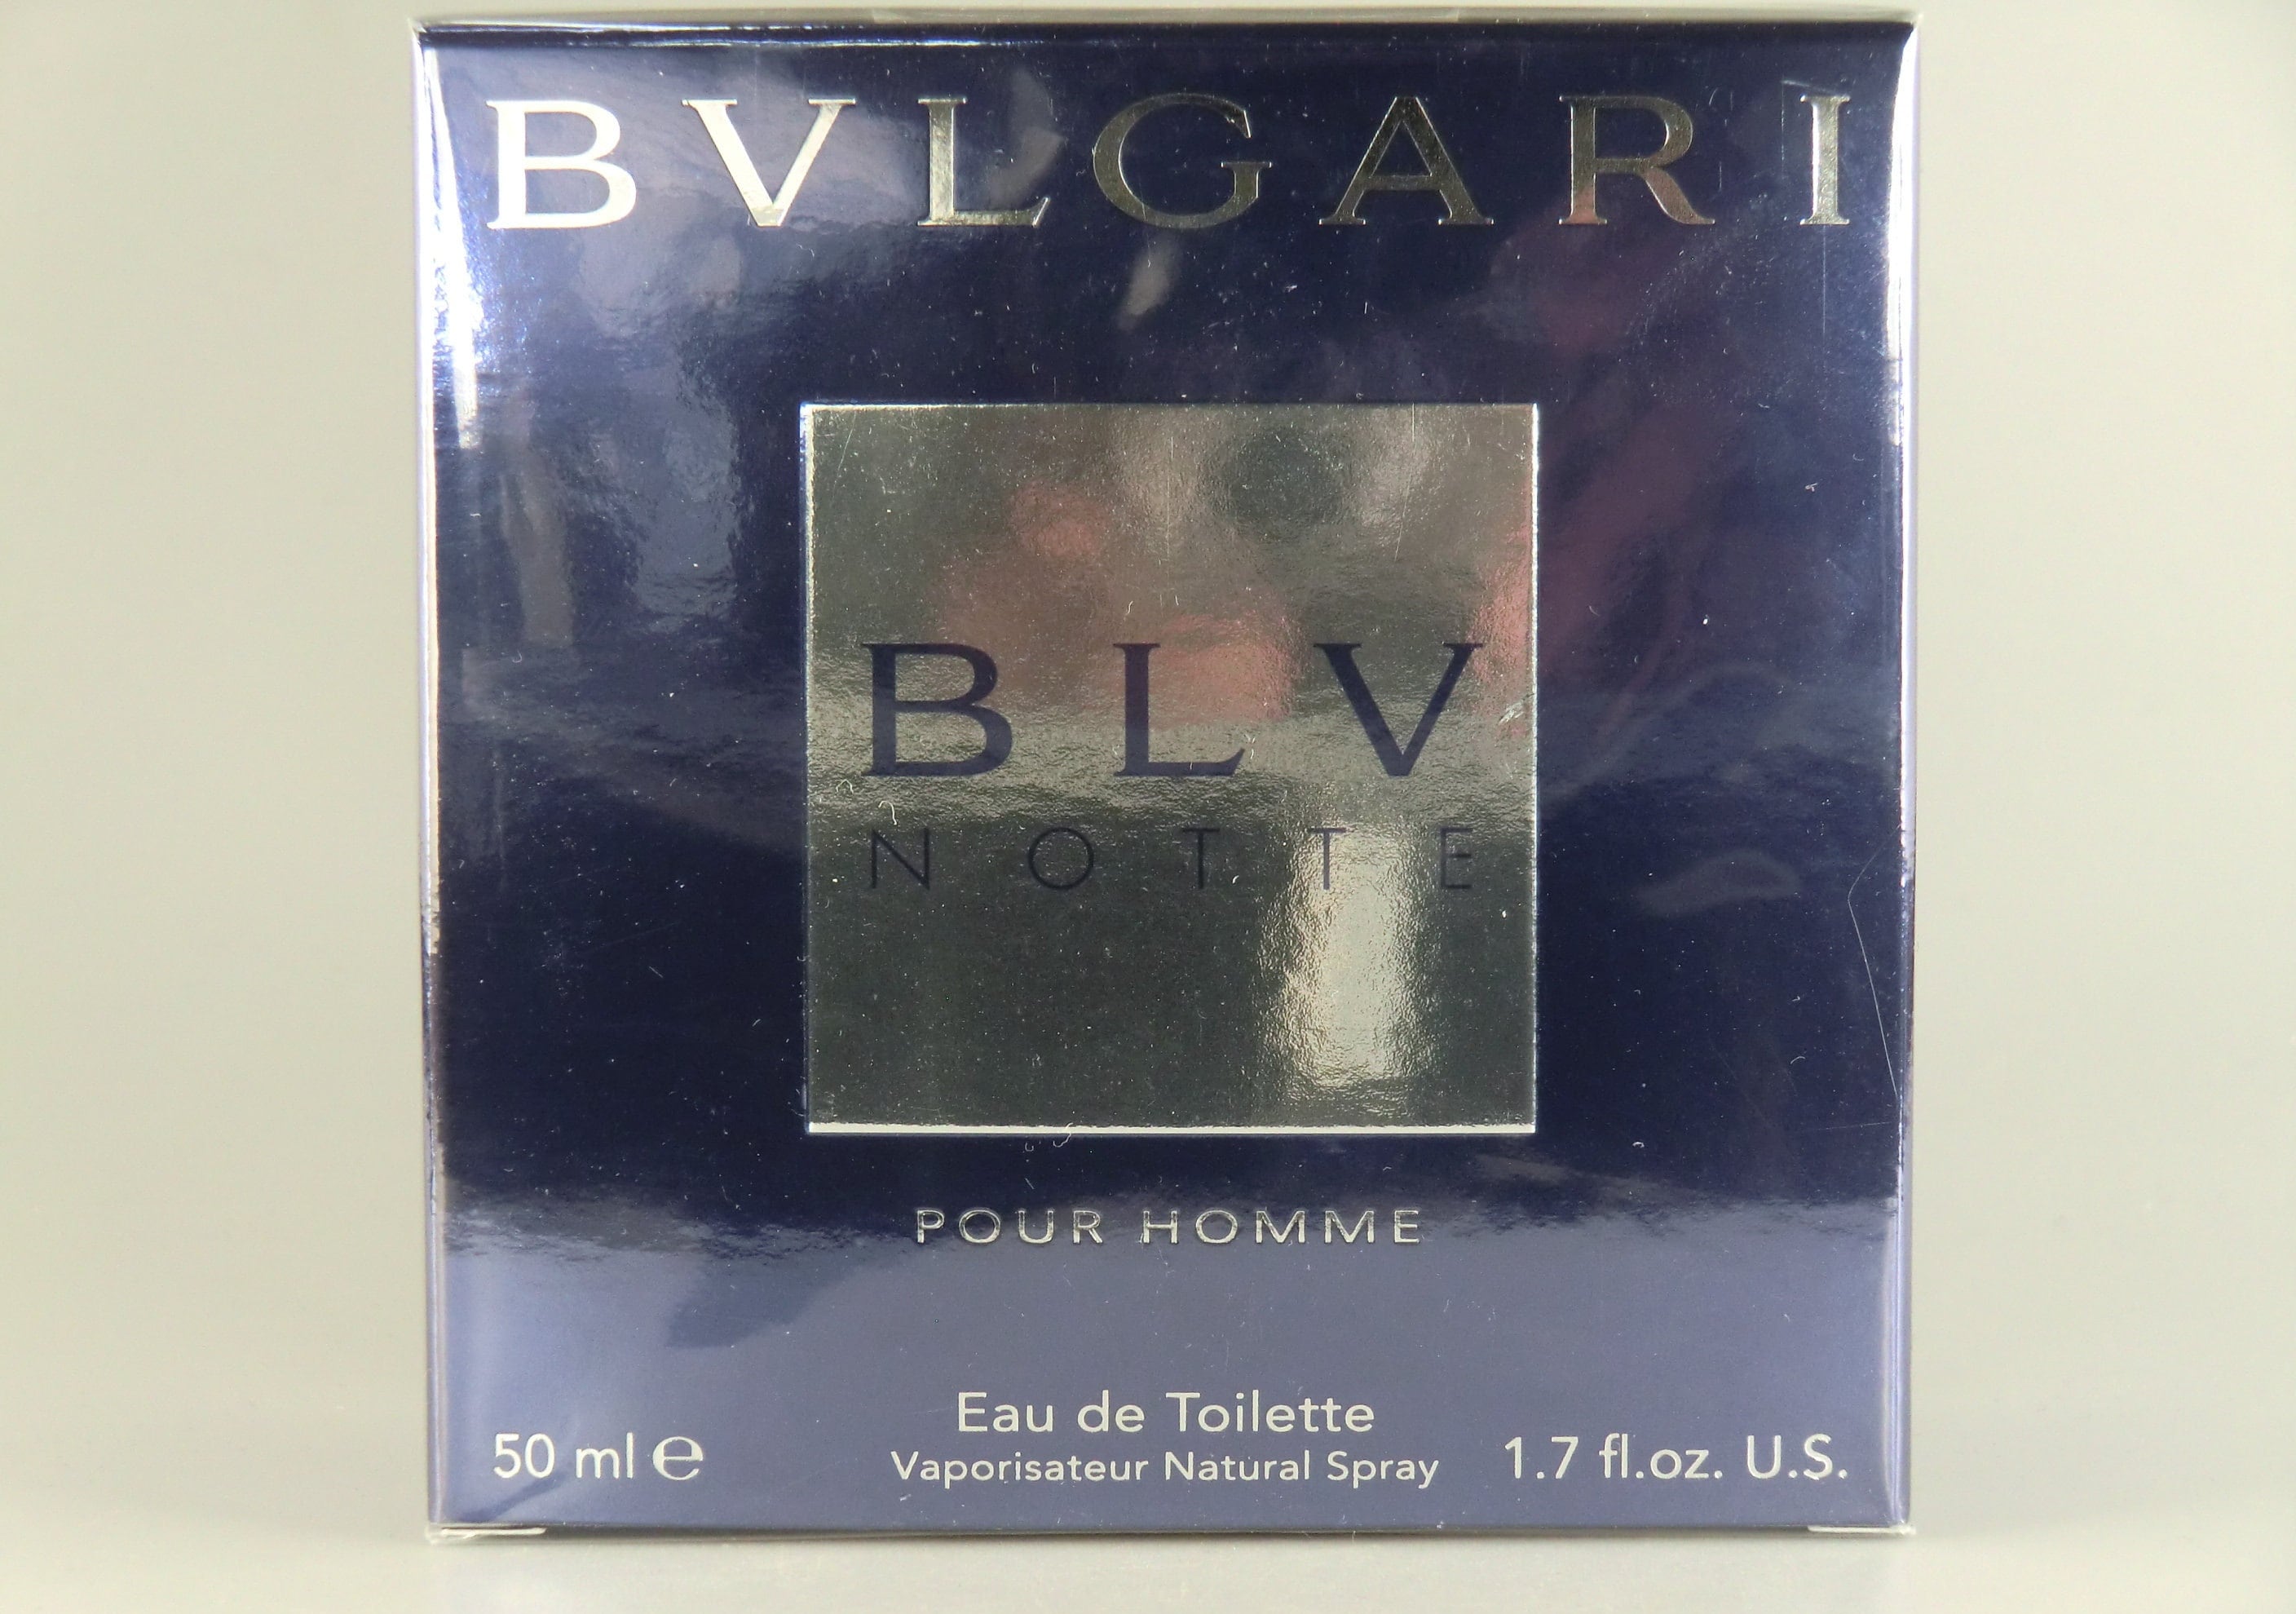 BVLGARI
BLV
NOTTE
POUR HOMME
Eau de Toilette
50 ml ℮ Vaporisateur Natural Spray 1.7 fl.oz. U.S.